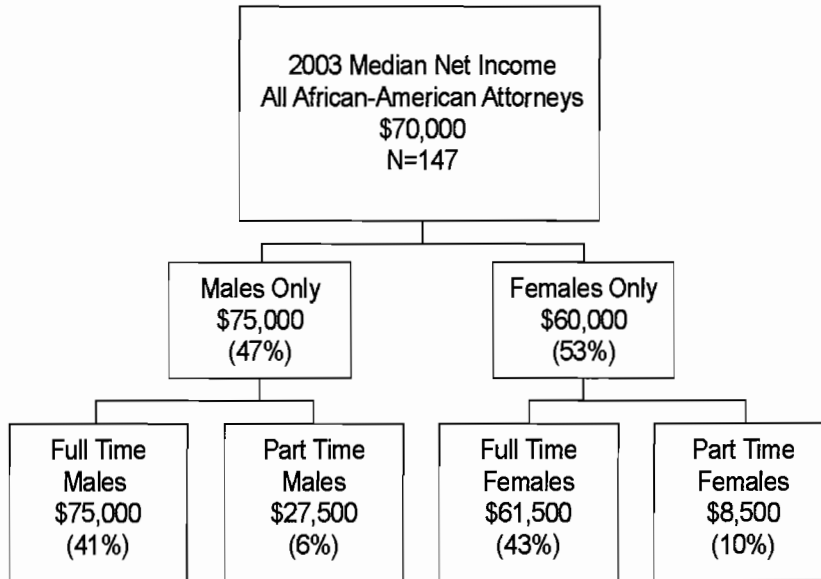 2003 Median Net Income
All African-American Attorneys
$70,000
N=147
Males Only
$75,000
(47%)
Females Only
$60,000
(53%)
Full Time
Males
$75,000
(41%)
Part Time
Males
$27,500
(6%)
Full Time
Females
$61,500
(43%)
Part Time
Females
$8,500
(10%)